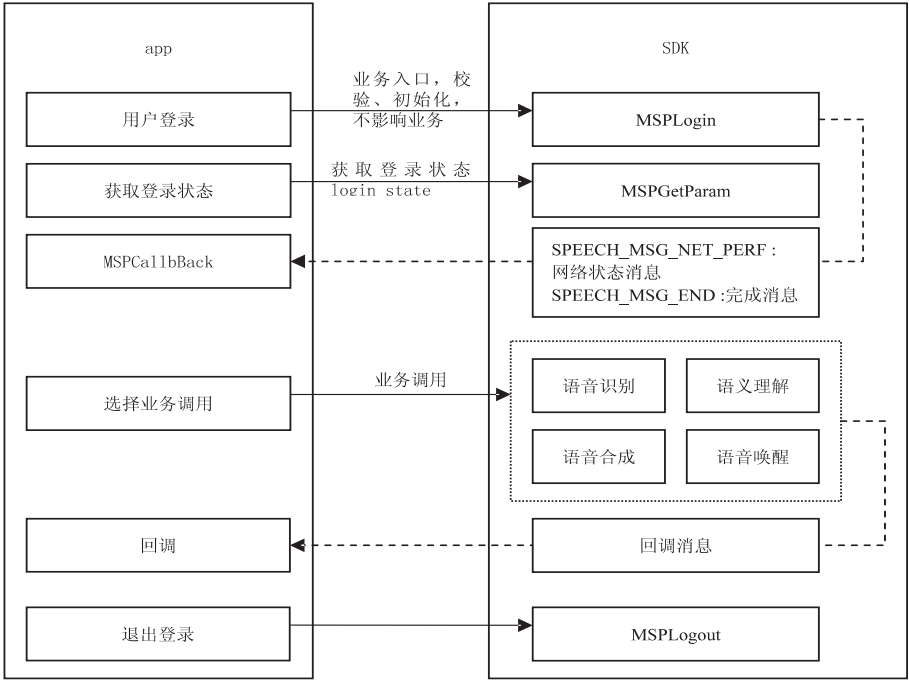 app
SDK
业务入口，校
验、初始化，
不影响业务
用户登录
MSPLogin
获取登录状态
login state
获取登录状态
MSPGetParam
MSPCallbBack
SPEECH_MSG_NET_PERF :
网络状态消息
SPEECH_MSG_END :完成消息
选择业务调用
业务调用
语音识别
语义理解
语音合成
语音唤醒
回调
回调消息
退出登录
MSPLogout